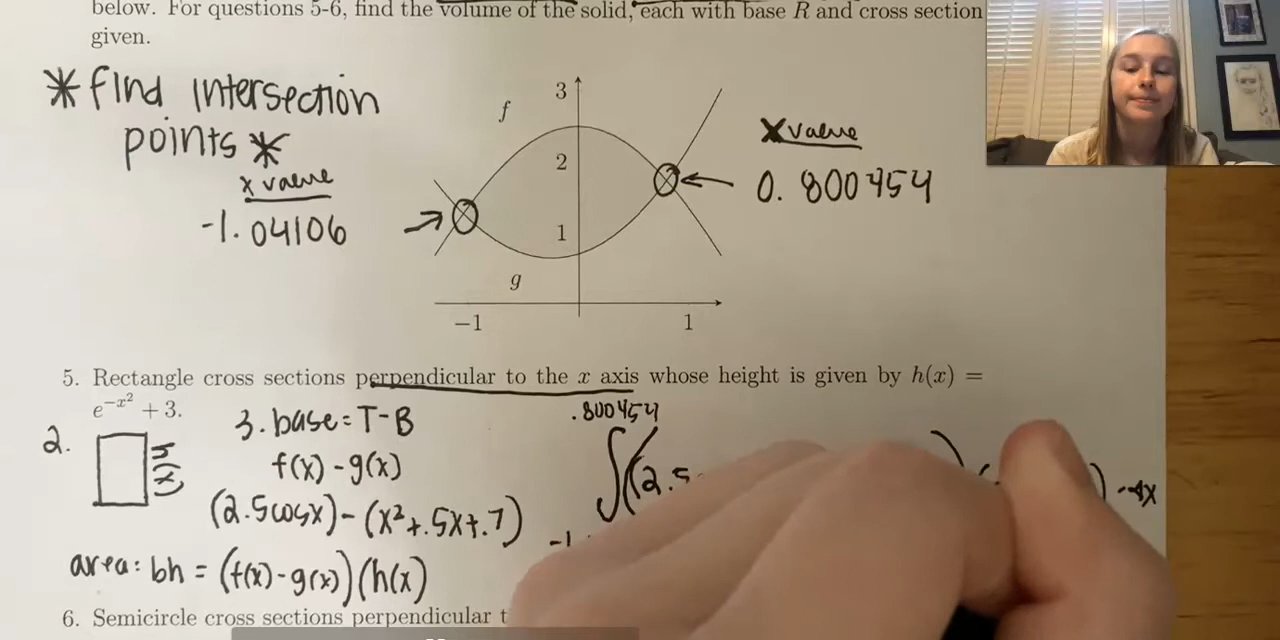 below. For questions 5-6, find the volume of the solid, each with base R and cross section
given.
*find intersection
points*
x value
-1.04106
f
3
2
1
g
-1
1
x value
0.800454
5. Rectangle cross sections perpendicular to the x axis whose height is given by h(x) =
e^{-x^2} + 3.
2.
h(x)
3. base = T-B
f(x) - g(x)
(2.5cosx) - (x²+.5x+.7)
area: bh = (f(x)-g(x))(h(x)
.800454
∫((2.5
)(
)
-1
6. Semicircle cross sections perpendicular t